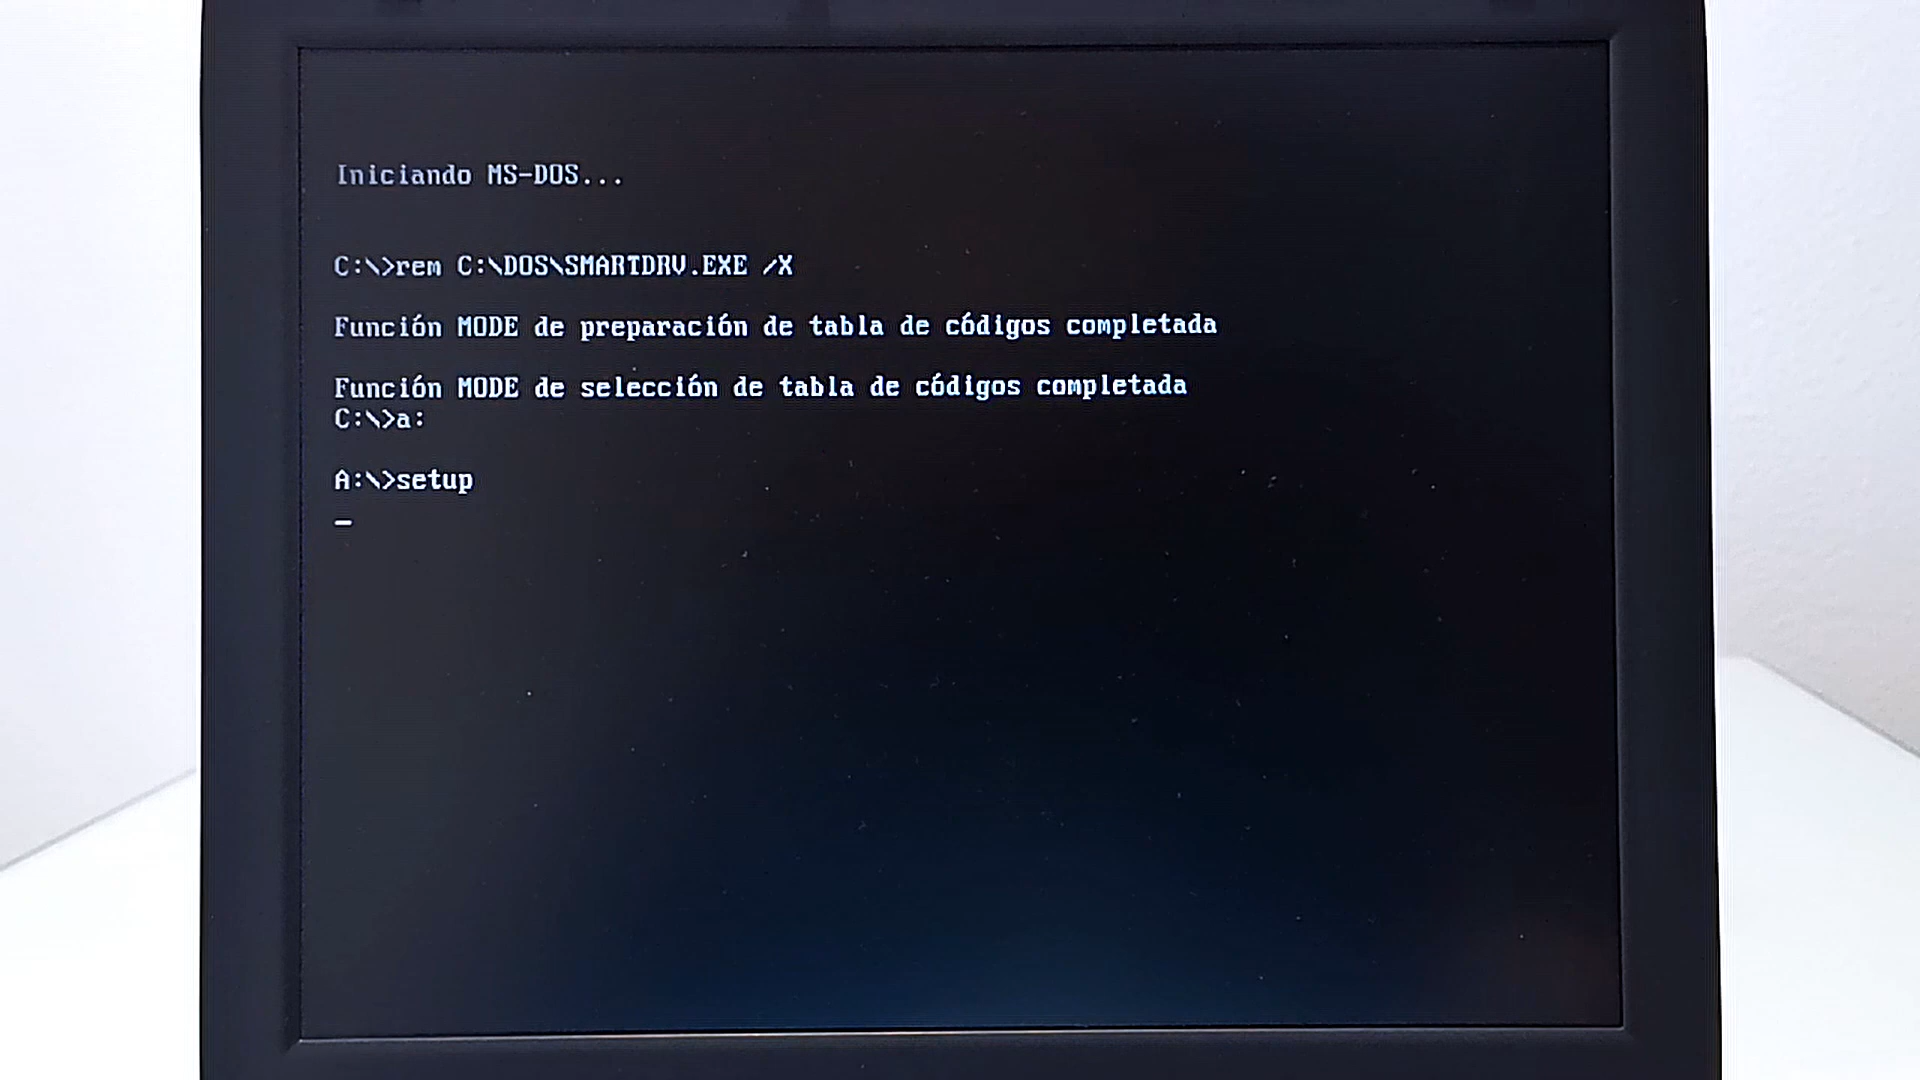 Iniciando MS-DOS...
C:\>rem C:\DOS\SMARTDRV.EXE /X
Función MODE de preparación de tabla de códigos completada
Función MODE de selección de tabla de códigos completada
C:\>a:
A:\>setup
_